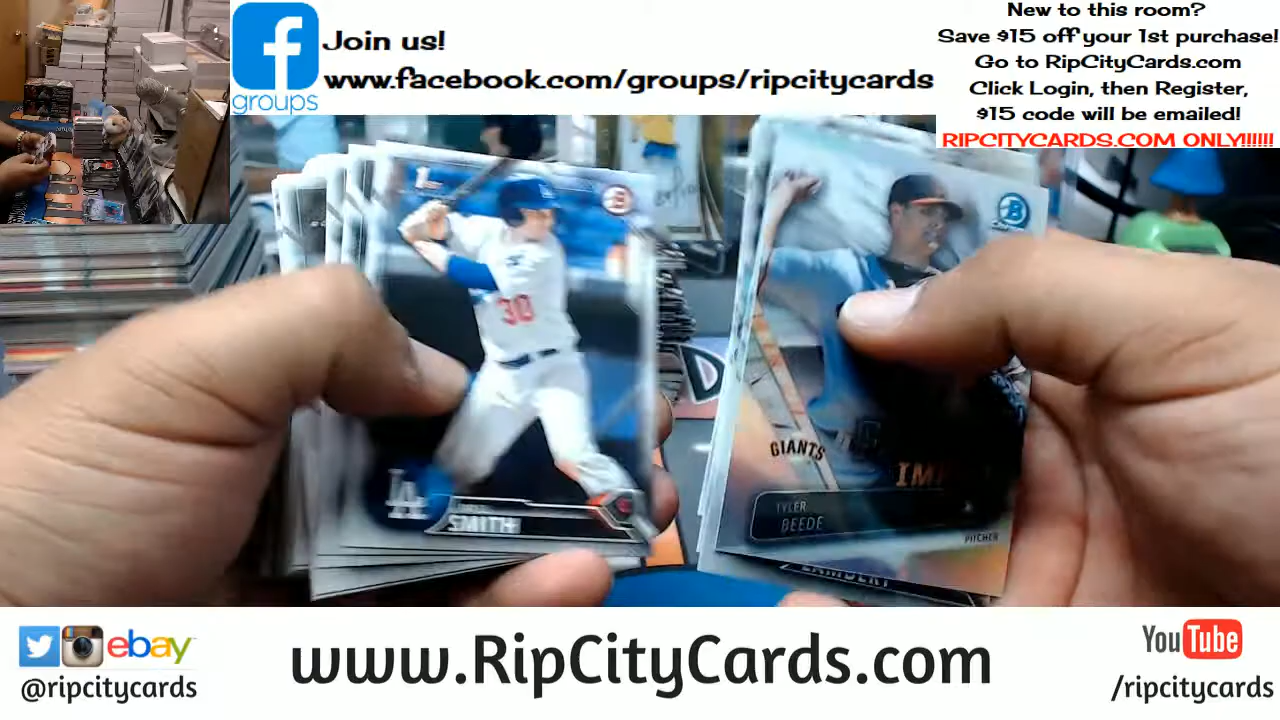 Join us!
www.facebook.com/groups/ripcitycards
groups
New to this room?
Save $15 off your 1st purchase!
Go to RipCityCards.com
Click Login, then Register,
$15 code will be emailed!
RIPCITYCARDS.COM ONLY!!!!!!
30
LA
SMITH
B
GIANTS
TYLER
BEEDE
PITCHER
LAMBERT
D
ebay
@ripcitycards
www.RipCityCards.com
YouTube
/ripcitycards